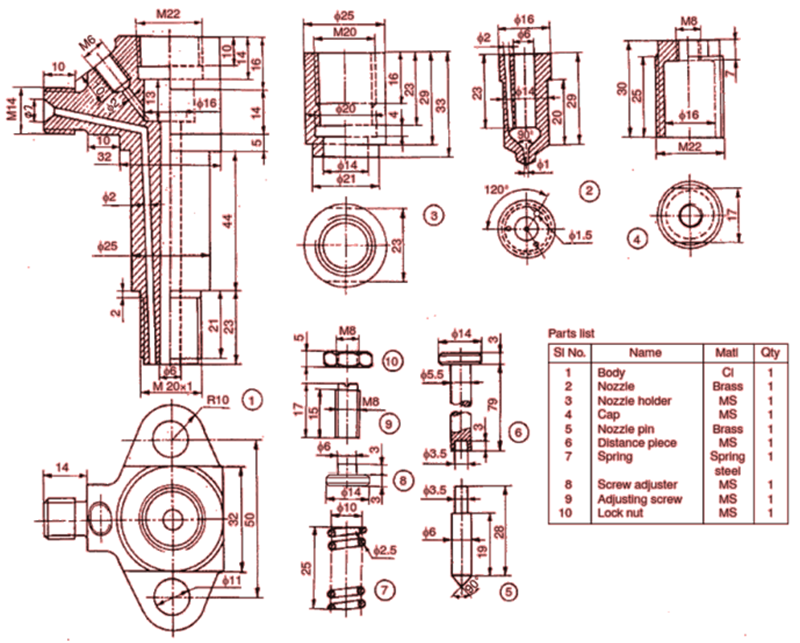 M22
M6
10
14
16
10
M14
ϕ2
13
ϕ16
14
5
10
32
ϕ2
ϕ25
44
2
21
23
ϕ6
M 20×1
ϕ25
M20
16
23
29
33
ϕ20
4
ϕ14
ϕ21
23
3
ϕ16
ϕ2
ϕ6
23
ϕ14
20
29
90°
ϕ1
120°
2
ϕ1.5
M8
7
30
25
ϕ16
M22
17
4
R10
1
14
32
50
ϕ11
M8
5
10
17
15
M8
9
ϕ6
3
ϕ14
3
8
ϕ10
25
ϕ2.5
7
ϕ14
3
ϕ5.5
79
3
ϕ3.5
6
ϕ3.5
ϕ6
19
28
5
Parts list
Sl No. Name Matl Qty
1 Body CI 1
2 Nozzle Brass 1
3 Nozzle holder MS 1
4 Cap MS 1
5 Nozzle pin Brass 1
6 Distance piece MS 1
7 Spring Spring 1
steel
8 Screw adjuster MS 1
9 Adjusting screw MS 1
10 Lock nut MS 1